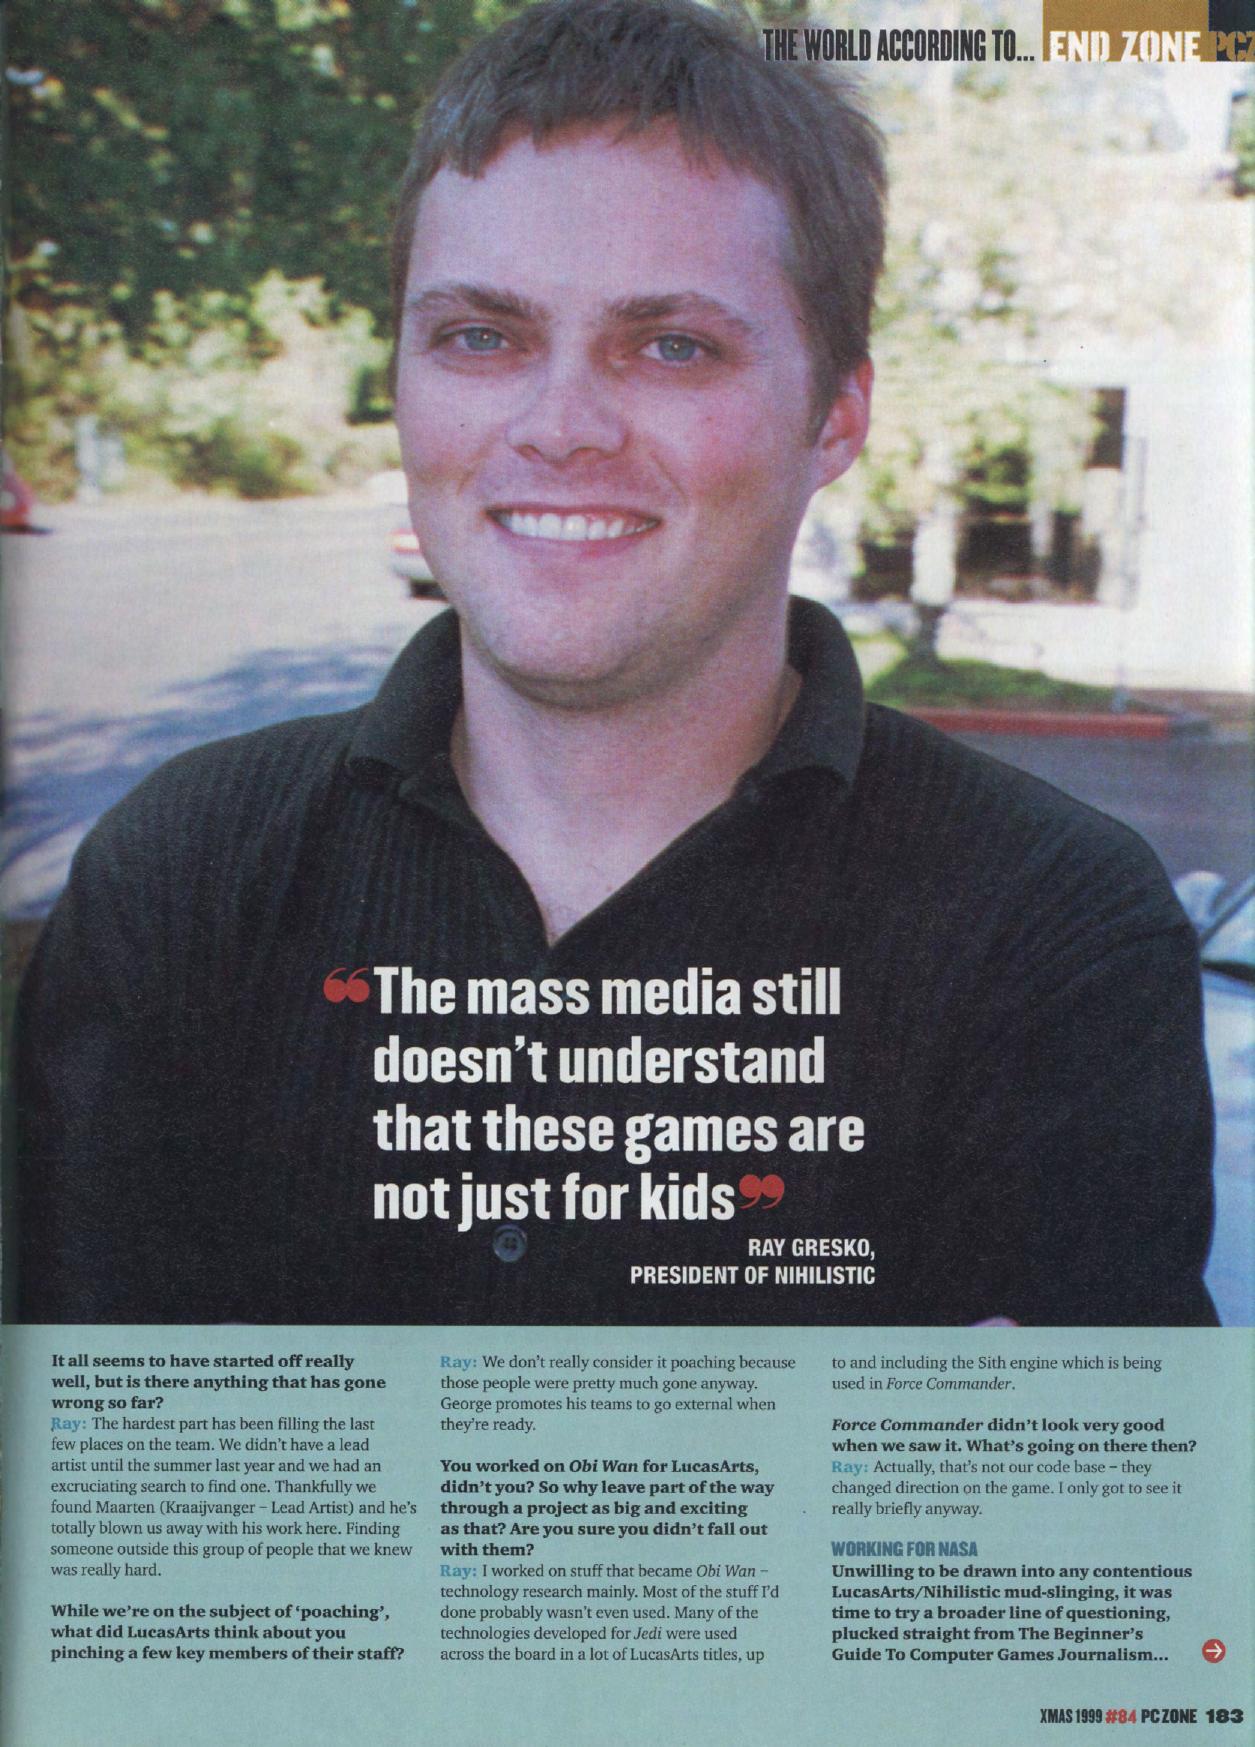 THE WORLD ACCORDING TO... END ZONE PCZ
“The mass media still
doesn't understand
that these games are
not just for kids”
RAY GRESKO,
PRESIDENT OF NIHILISTIC
It all seems to have started off really
well, but is there anything that has gone
wrong so far?
Ray: The hardest part has been filling the last
few places on the team. We didn't have a lead
artist until the summer last year and we had an
excruciating search to find one. Thankfully we
found Maarten (Kraaijvanger – Lead Artist) and he's
totally blown us away with his work here. Finding
someone outside this group of people that we knew
was really hard.
While we're on the subject of ‘poaching’,
what did LucasArts think about you
pinching a few key members of their staff?
Ray: We don't really consider it poaching because
those people were pretty much gone anyway.
George promotes his teams to go external when
they're ready.
You worked on Obi Wan for LucasArts,
didn't you? So why leave part of the way
through a project as big and exciting
as that? Are you sure you didn't fall out
with them?
Ray: I worked on stuff that became Obi Wan –
technology research mainly. Most of the stuff I'd
done probably wasn't even used. Many of the
technologies developed for Jedi were used
across the board in a lot of LucasArts titles, up
to and including the Sith engine which is being
used in Force Commander.
Force Commander didn't look very good
when we saw it. What's going on there then?
Ray: Actually, that's not our code base – they
changed direction on the game. I only got to see it
really briefly anyway.
WORKING FOR NASA
Unwilling to be drawn into any contentious
LucasArts/Nihilistic mud-slinging, it was
time to try a broader line of questioning,
plucked straight from The Beginner's
Guide To Computer Games Journalism...
XMAS 1999 #84 PC ZONE 183